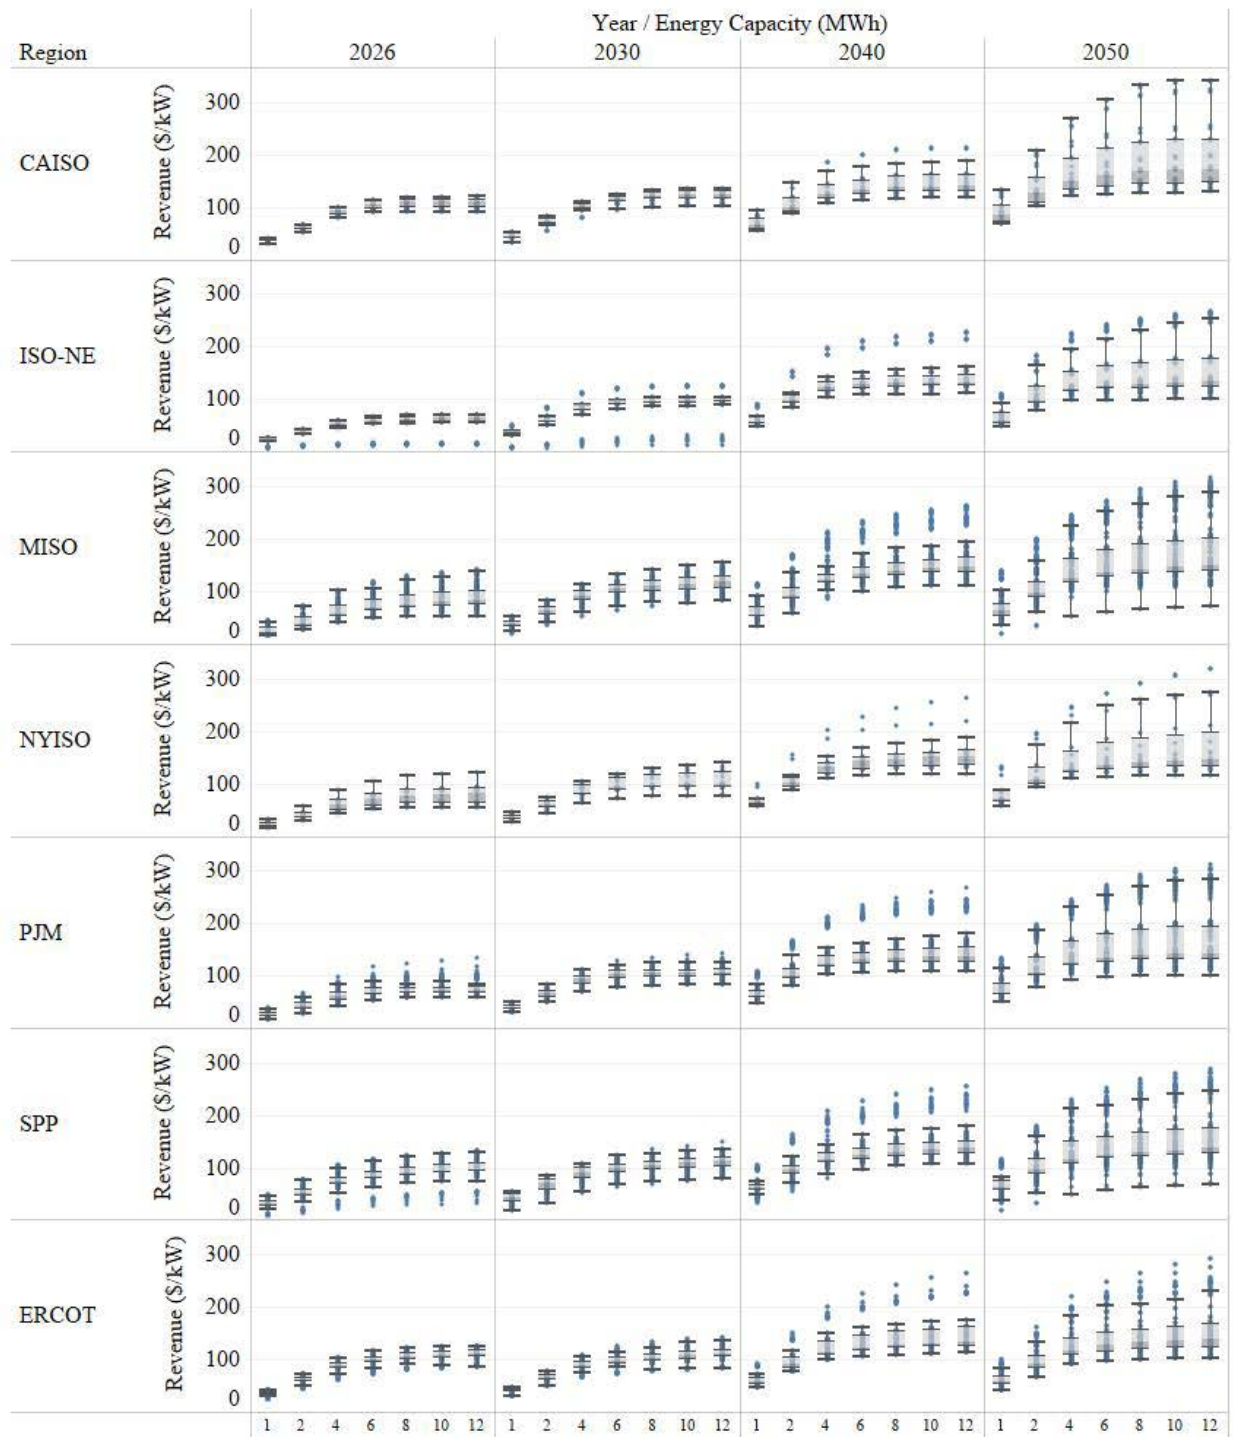 Year / Energy Capacity (MWh)
Region 2026 2030 2040 2050
CAISO
Revenue ($/kW)
300
200
100
0
ISO-NE
Revenue ($/kW)
300
200
100
0
MISO
Revenue ($/kW)
300
200
100
0
NYISO
Revenue ($/kW)
300
200
100
0
PJM
Revenue ($/kW)
300
200
100
0
SPP
Revenue ($/kW)
300
200
100
0
ERCOT
Revenue ($/kW)
300
200
100
0
1 2 4 6 8 10 12 1 2 4 6 8 10 12 1 2 4 6 8 10 12 1 2 4 6 8 10 12